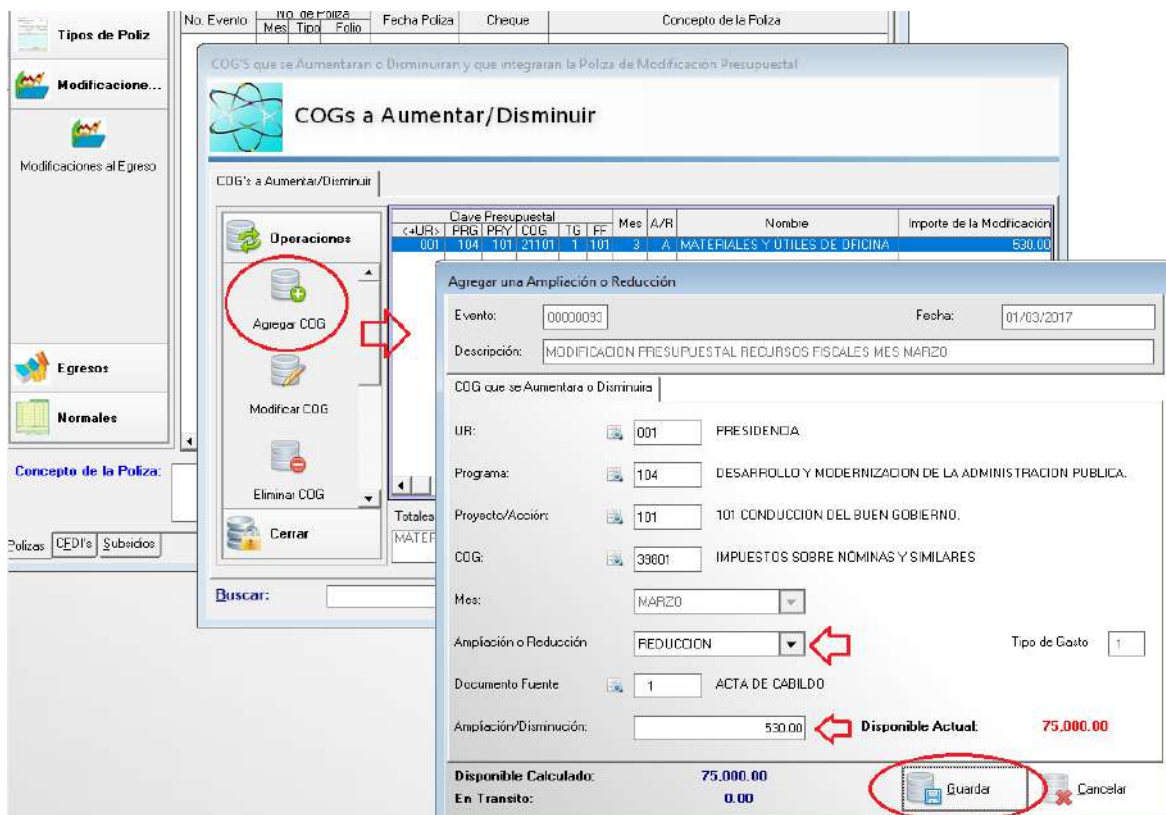 Tipos de Poliz
Modificacione...
Modificaciones al Egreso
Egresos
Normales
Concepto de la Poliza:
Polizas CEDI's Subsidios
No. Evento No. de Poliza Fecha Poliza Cheque Concepto de la Poliza
Mes Tipo Folio
COG'S que se Aumentaran o Disminuiran y que integraran la Poliza de Modificación Presupuestal
COGs a Aumentar/Disminuir
COG's a Aumentar/Disminuir
Operaciones
Agregar COG
Modificar COG
Eliminar COG
Cerrar
Clave Presupuestal Mes A/R Nombre Importe de la Modificación
<+UR> PRG PRY COG TG FF
001 104 101 21101 1 101 3 A MATERIALES Y UTILES DE OFICINA 530.00
Totales
MATER
Buscar:
Agregar una Ampliación o Reducción
Evento: 00000093 Fecha: 01/03/2017
Descripción: MODIFICACION PRESUPUESTAL RECURSOS FISCALES MES MARZO
COG que se Aumentara o Disminuira
UR: 001 PRESIDENCIA
Programa: 104 DESARROLLO Y MODERNIZACION DE LA ADMINISTRACION PUBLICA.
Proyecto/Acción: 101 101 CONDUCCION DEL BUEN GOBIERNO.
COG: 39801 IMPUESTOS SOBRE NOMINAS Y SIMILARES
Mes: MARZO
Ampliación o Reducción REDUCCION Tipo de Gasto 1
Documento Fuente 1 ACTA DE CABILDO
Ampliación/Disminución: 530.00 Disponible Actual: 75,000.00
Disponible Calculado: 75,000.00
En Transito: 0.00
Guardar Cancelar